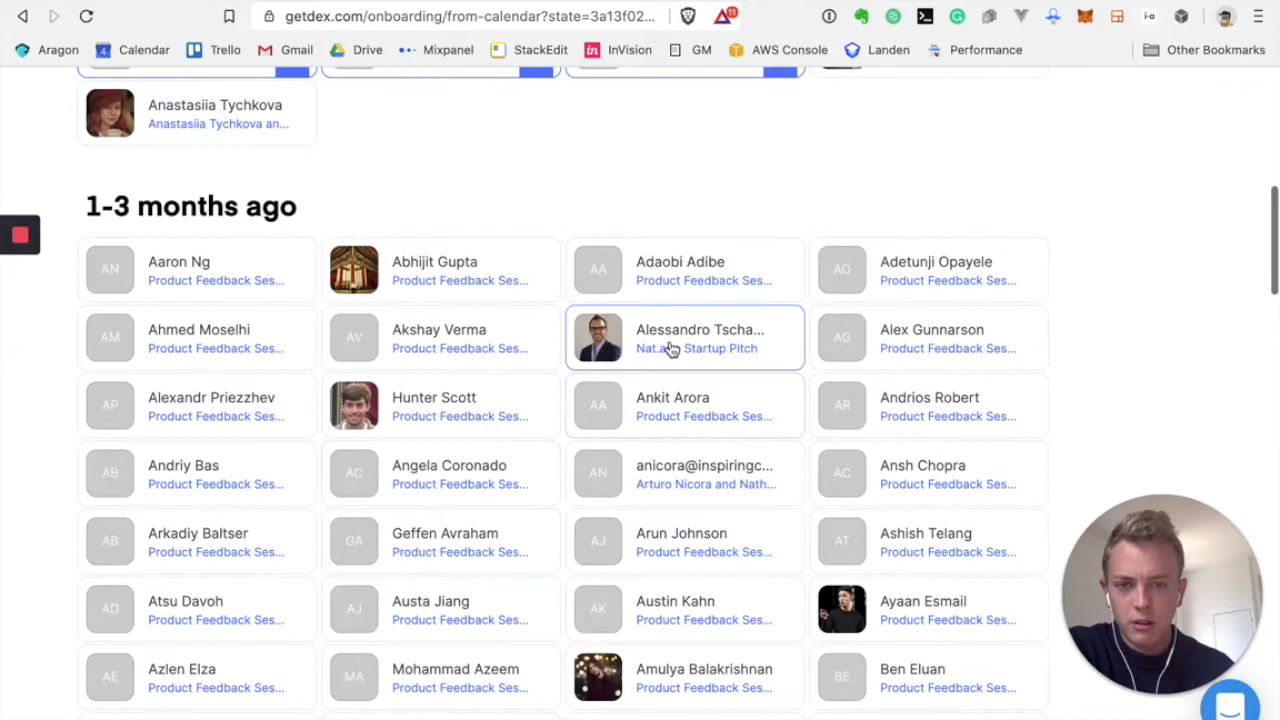 getdex.com/onboarding/from-calendar?state=3a13f02...
11
Aragon
4
Calendar
Trello
Gmail
Drive
Mixpanel
StackEdit
in
InVision
GM
AWS Console
Landen
Performance
Other Bookmarks
i-a
Anastasiia Tychkova
Anastasiia Tychkova an...
1-3 months ago
AN
Aaron Ng
Product Feedback Ses...
Abhijit Gupta
Product Feedback Ses...
AA
Adaobi Adibe
Product Feedback Ses...
AO
Adetunji Opayele
Product Feedback Ses...
AM
Ahmed Moselhi
Product Feedback Ses...
AV
Akshay Verma
Product Feedback Ses...
Alessandro Tscha...
Startup Pitch
AG
Alex Gunnarson
Product Feedback Ses...
AP
Alexandr Priezzhev
Product Feedback Ses...
Hunter Scott
Product Feedback Ses...
AA
Ankit Arora
Product Feedback Ses...
AR
Andrios Robert
Product Feedback Ses...
AB
Andriy Bas
Product Feedback Ses...
AC
Angela Coronado
Product Feedback Ses...
AN
anicora@inspiringc...
Arturo Nicora and Nath...
AC
Ansh Chopra
Product Feedback Ses...
AB
Arkadiy Baltser
Product Feedback Ses...
GA
Geffen Avraham
Product Feedback Ses...
AJ
Arun Johnson
Product Feedback Ses...
AT
Ashish Telang
Product Feedback Ses...
AD
Atsu Davoh
Product Feedback Ses...
AJ
Austa Jiang
Product Feedback Ses...
AK
Austin Kahn
Product Feedback Ses...
Ayaan Esmail
Product Feedback Ses...
AE
Azlen Elza
Product Feedback Ses...
MA
Mohammad Azeem
Product Feedback Ses...
Amulya Balakrishnan
Product Feedback Ses...
BE
Ben Eluan
Product Feedback Ses...